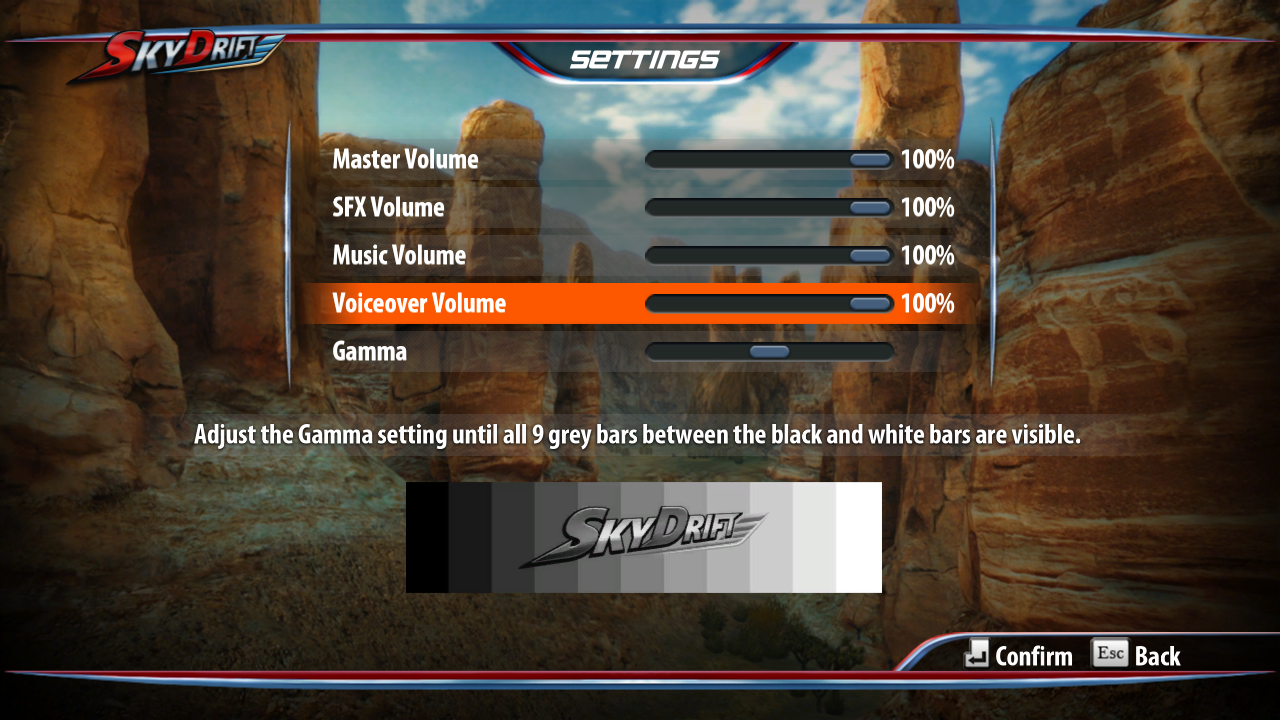 SKYDRIFT
SETTINGS
Master Volume 100%
SFX Volume 100%
Music Volume 100%
Voiceover Volume 100%
Gamma
Adjust the Gamma setting until all 9 grey bars between the black and white bars are visible.
SKYDRIFT
Confirm Esc Back